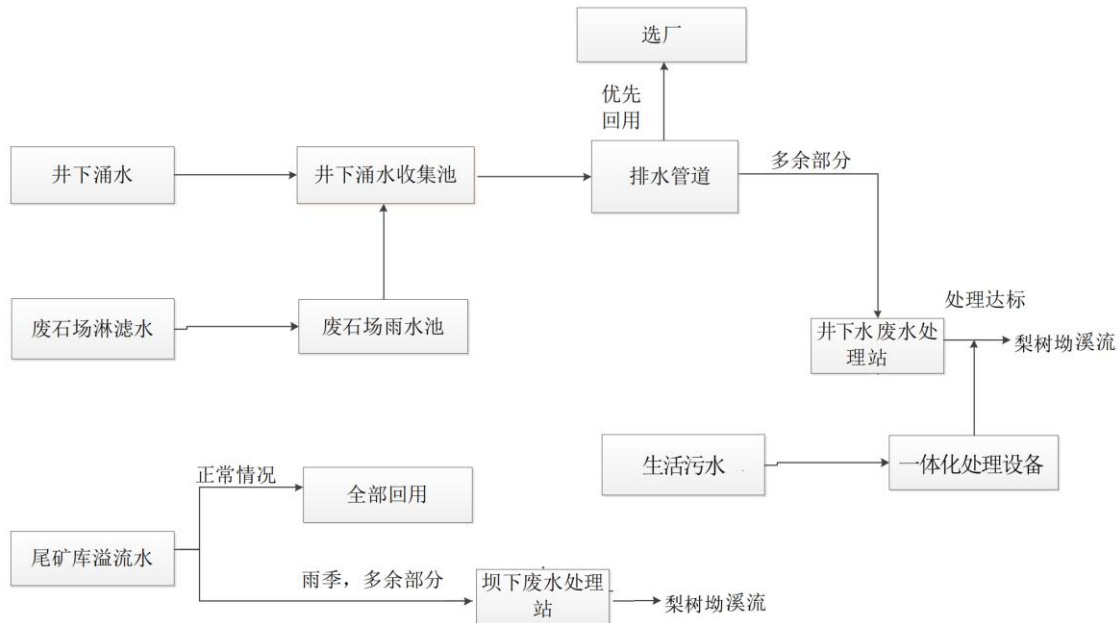 选厂
优先
回用
井下涌水
井下涌水收集池
排水管道
多余部分
废石场淋滤水
废石场雨水池
处理达标
井下水废水处
理站
梨树坳溪流
生活污水
一体化处理设备
正常情况
全部回用
尾矿库溢流水
雨季，多余部分
坝下废水处理
站
梨树坳溪流